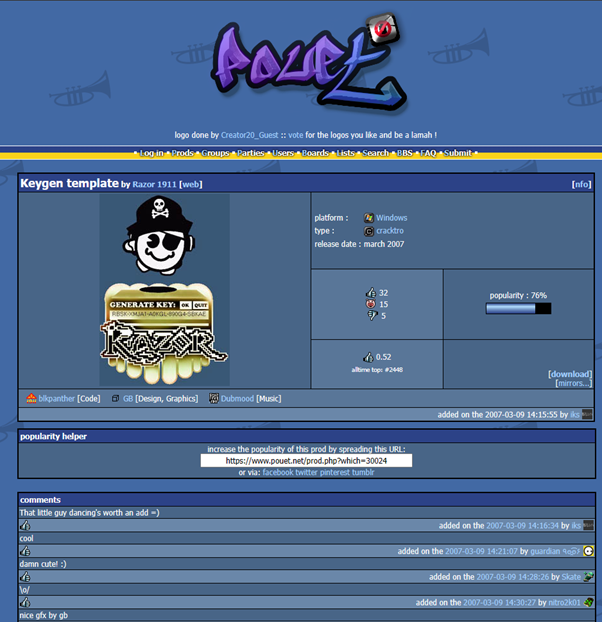 Pouet
logo done by Creator20_Guest :: vote for the logos you like and be a lamah !
Log in Prods Groups Parties Users Boards Lists Search BBS FAQ Submit
Keygen template by Razor 1911 [web] [nfo]
platform : Windows
type : cracktro
release date : march 2007
GENERATE KEY: OK QUIT
RAZOR
32
15
5
popularity : 76%
0.52
alltime top: #2448
[download]
[mirrors...]
blkpanther [Code] GB [Design, Graphics] Dubmood [Music]
added on the 2007-03-09 14:15:55 by iks
popularity helper
increase the popularity of this prod by spreading this URL:
https://www.pouet.net/prod.php?which=30024
or via: facebook twitter pinterest tumblr
comments
That little guy dancing's worth an add =)
added on the 2007-03-09 14:16:34 by iks
cool
added on the 2007-03-09 14:21:07 by guardian
damn cute! :)
added on the 2007-03-09 14:28:26 by Skate
\o/
added on the 2007-03-09 14:30:27 by nitro2k01
nice gfx by gb